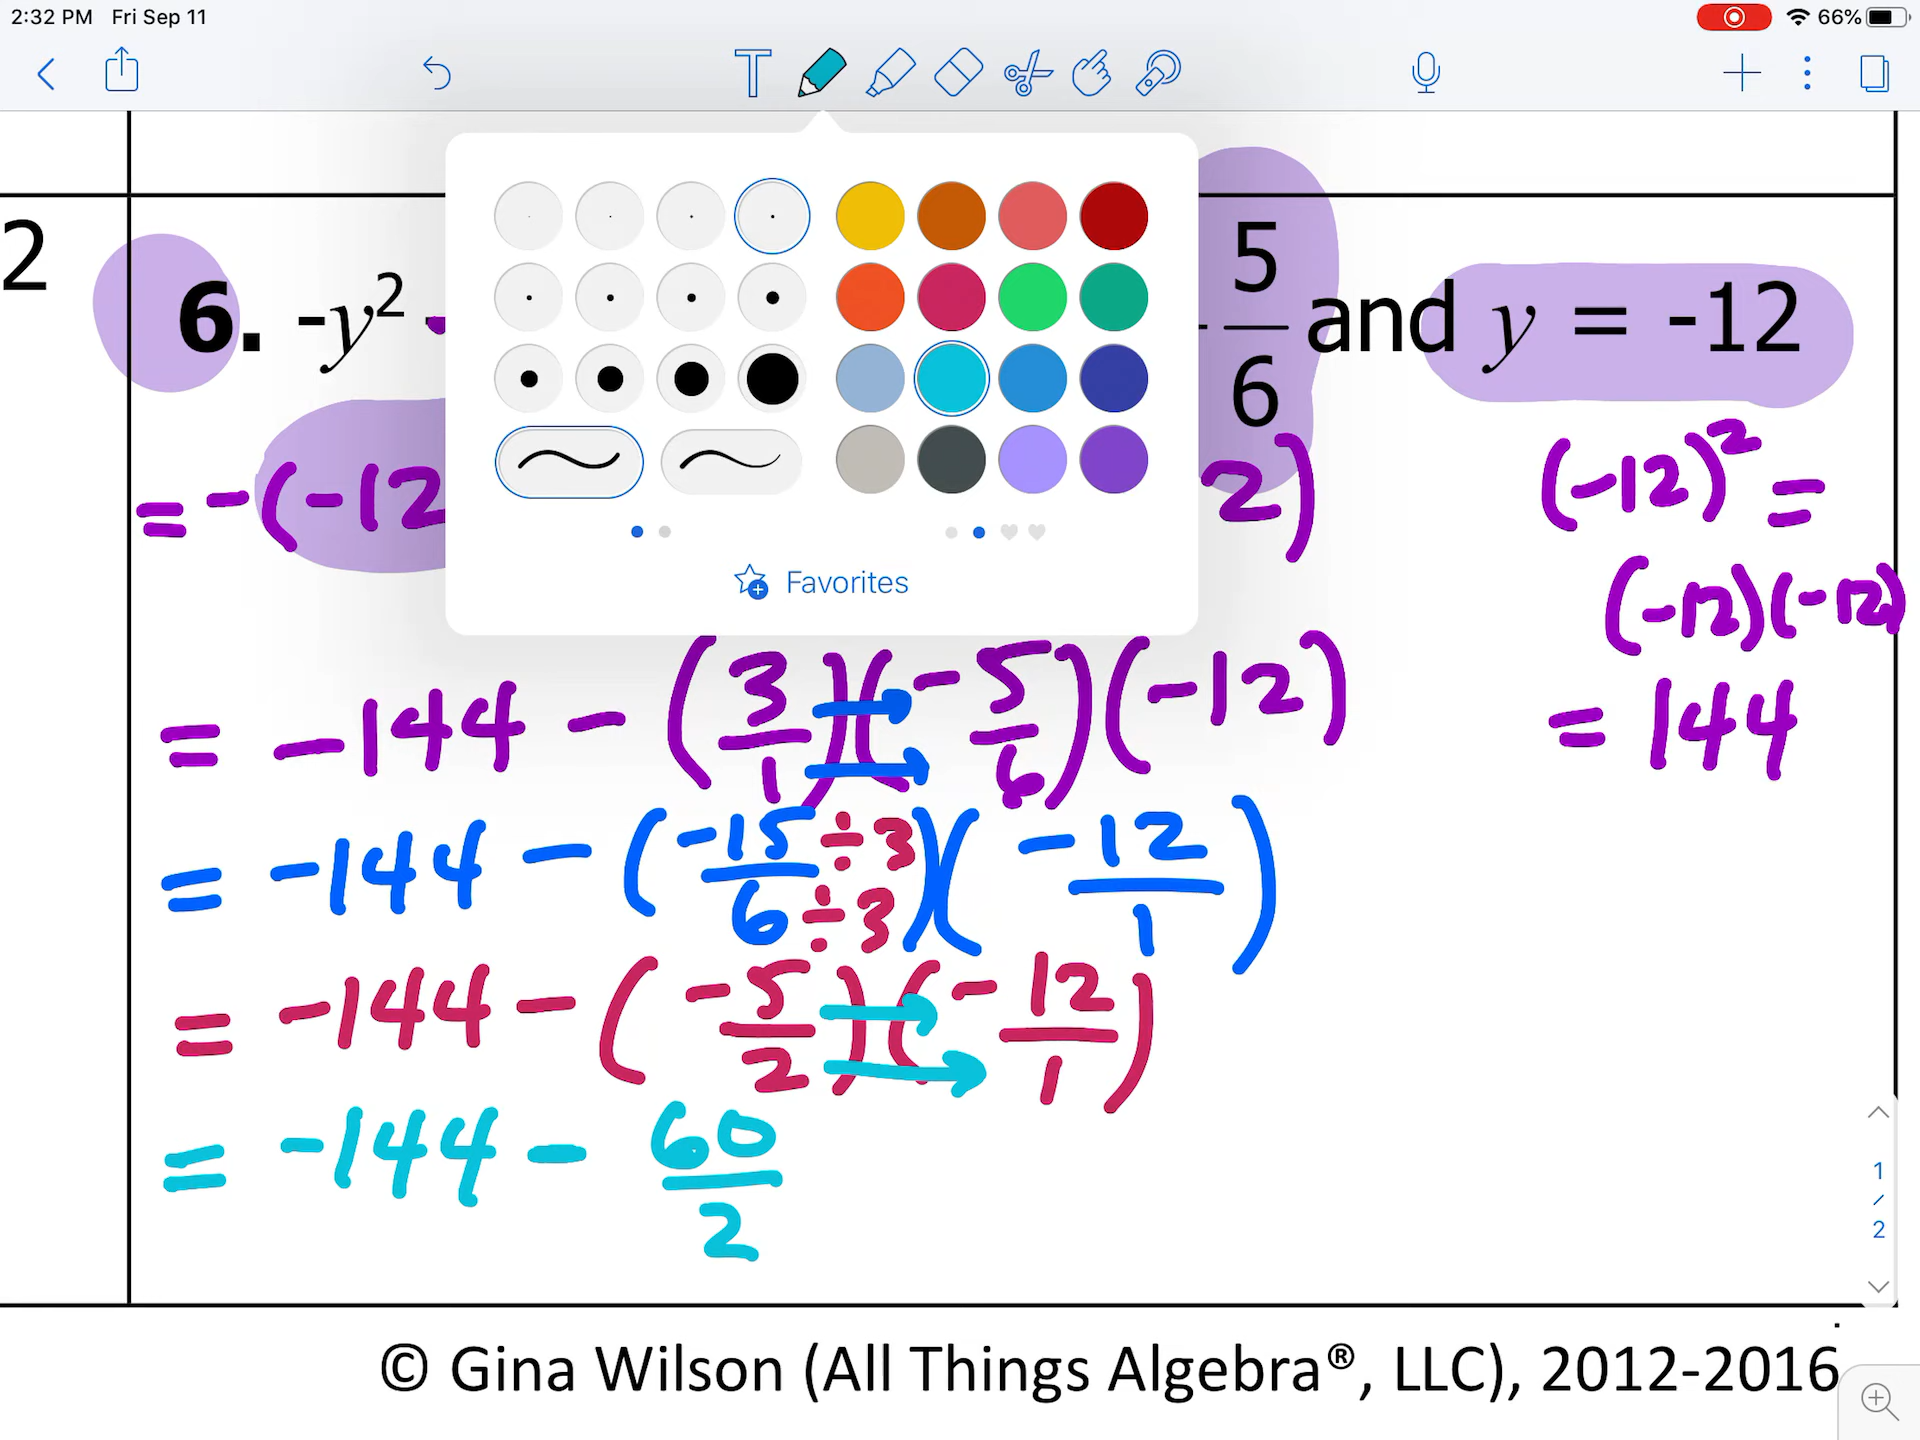 2:32 PM Fri Sep 11 66%
T
2
6. -y² - 5/6 and y = -12
= -(-12 2)
(-12)² =
(-12)(-12)
= 144
Favorites
= -144 - (3/1)(-5/6)(-12)
= -144 - (-15÷3/6÷3)(-12/1)
= -144 - (-5/2)(-12/1)
= -144 - 60/2
1
/
2
© Gina Wilson (All Things Algebra®, LLC), 2012-2016